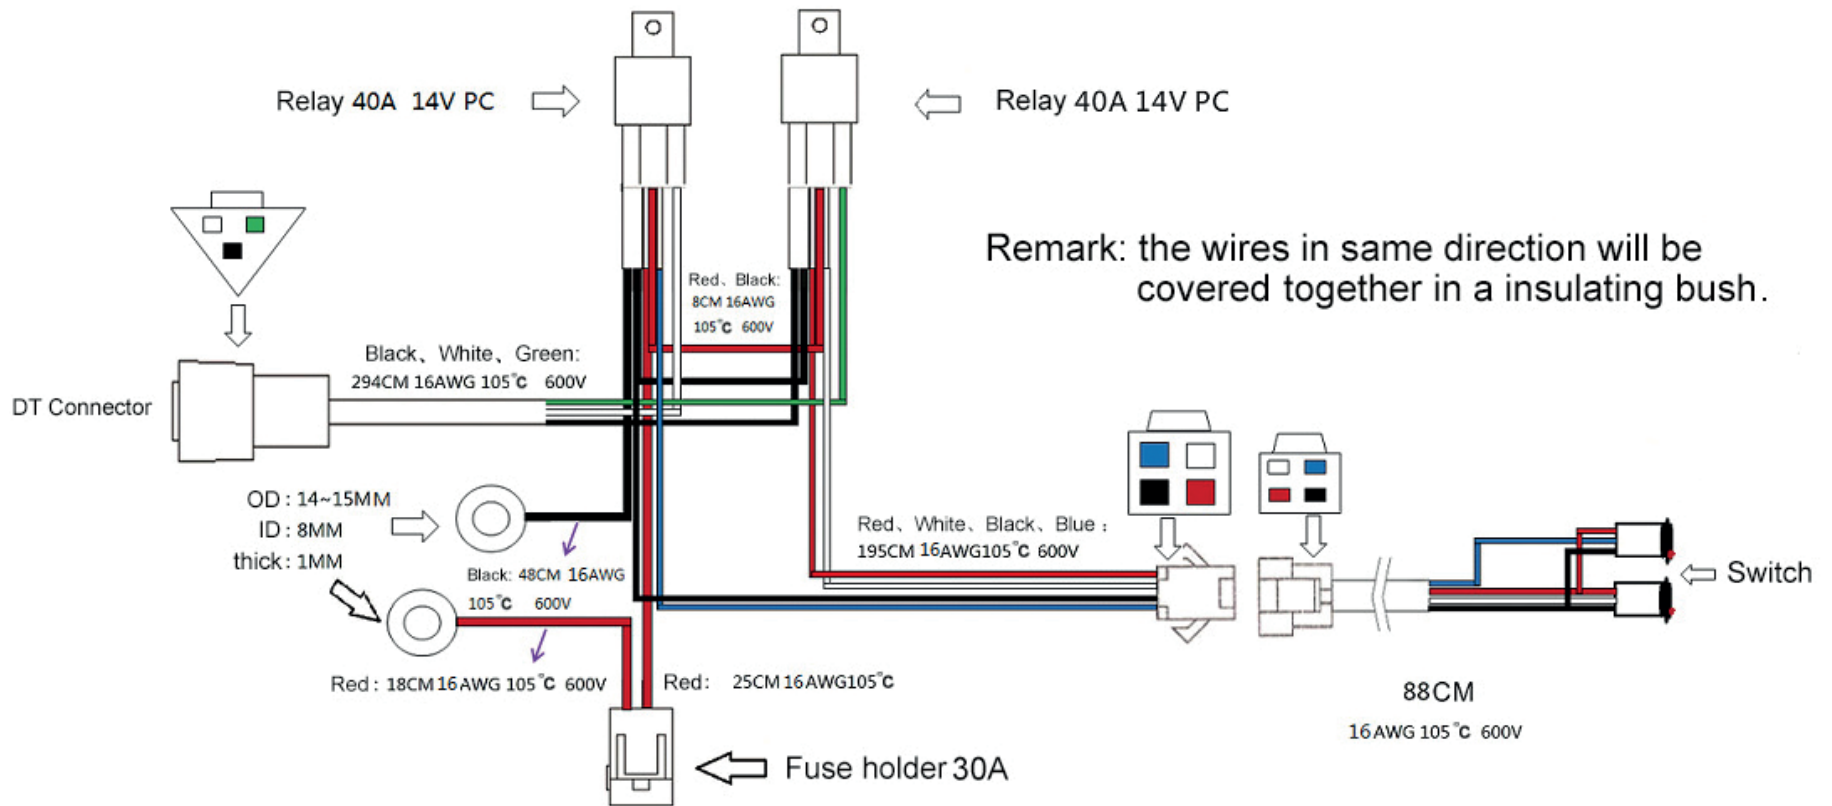 Relay 40A 14V PC
Relay 40A 14V PC
Remark: the wires in same direction will be
covered together in a insulating bush.
Red、Black:
8CM 16AWG
105℃ 600V
Black、White、Green:
294CM 16AWG 105℃ 600V
DT Connector
OD : 14~15MM
ID : 8MM
thick : 1MM
Red、White、Black、Blue :
195CM 16AWG105℃ 600V
Black: 48CM 16AWG
105℃ 600V
Switch
Red : 18CM 16AWG 105℃ 600V
Red: 25CM 16AWG105℃
88CM
16AWG 105℃ 600V
Fuse holder 30A